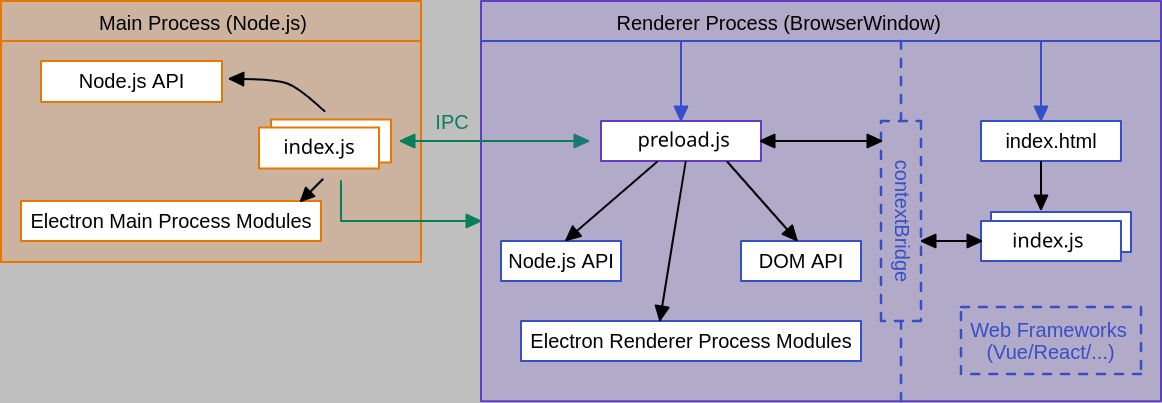 Main Process (Node.js)
Node.js API
index.js
Electron Main Process Modules
IPC
Renderer Process (BrowserWindow)
preload.js
Node.js API
DOM API
Electron Renderer Process Modules
contextBridge
index.html
index.js
Web Frameworks
(Vue/React/...)